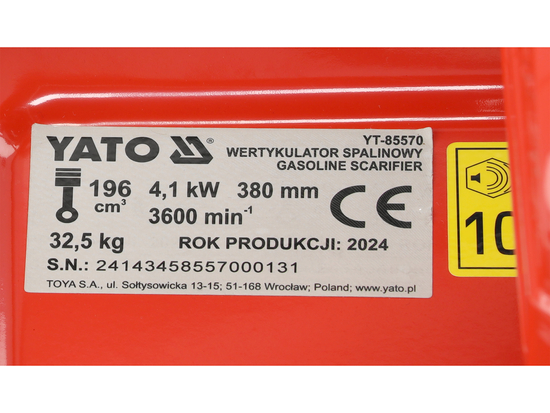 YATO
YT-85570
WERTYKULATOR SPALINOWY
GASOLINE SCARIFIER
196 cm³ 4,1 kW 380 mm
3600 min⁻¹
CE
32,5 kg ROK PRODUKCJI: 2024
S.N.: 24143458557000131
TOYA S.A., ul. Sołtysowicka 13-15; 51-168 Wrocław; Poland; www.yato.pl